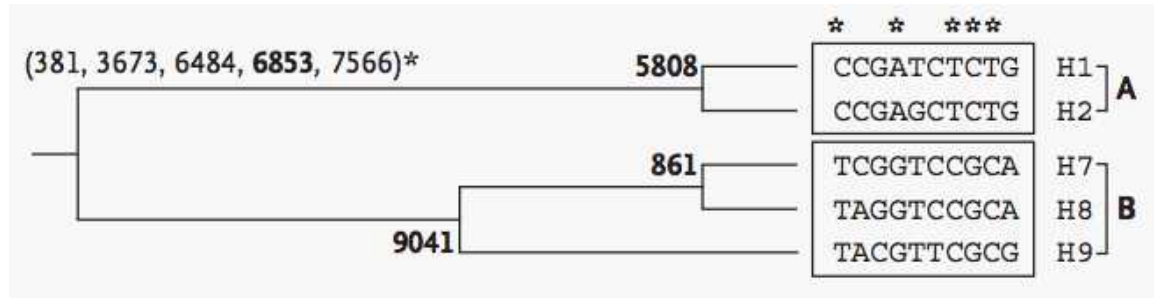 * * ***
(381, 3673, 6484, 6853, 7566)*
5808
CCGATCTCTG H1
A
CCGAGCTCTG H2
861
TCGGTCCGCA H7
TAGGTCCGCA H8 B
9041
TACGTTCGCG H9